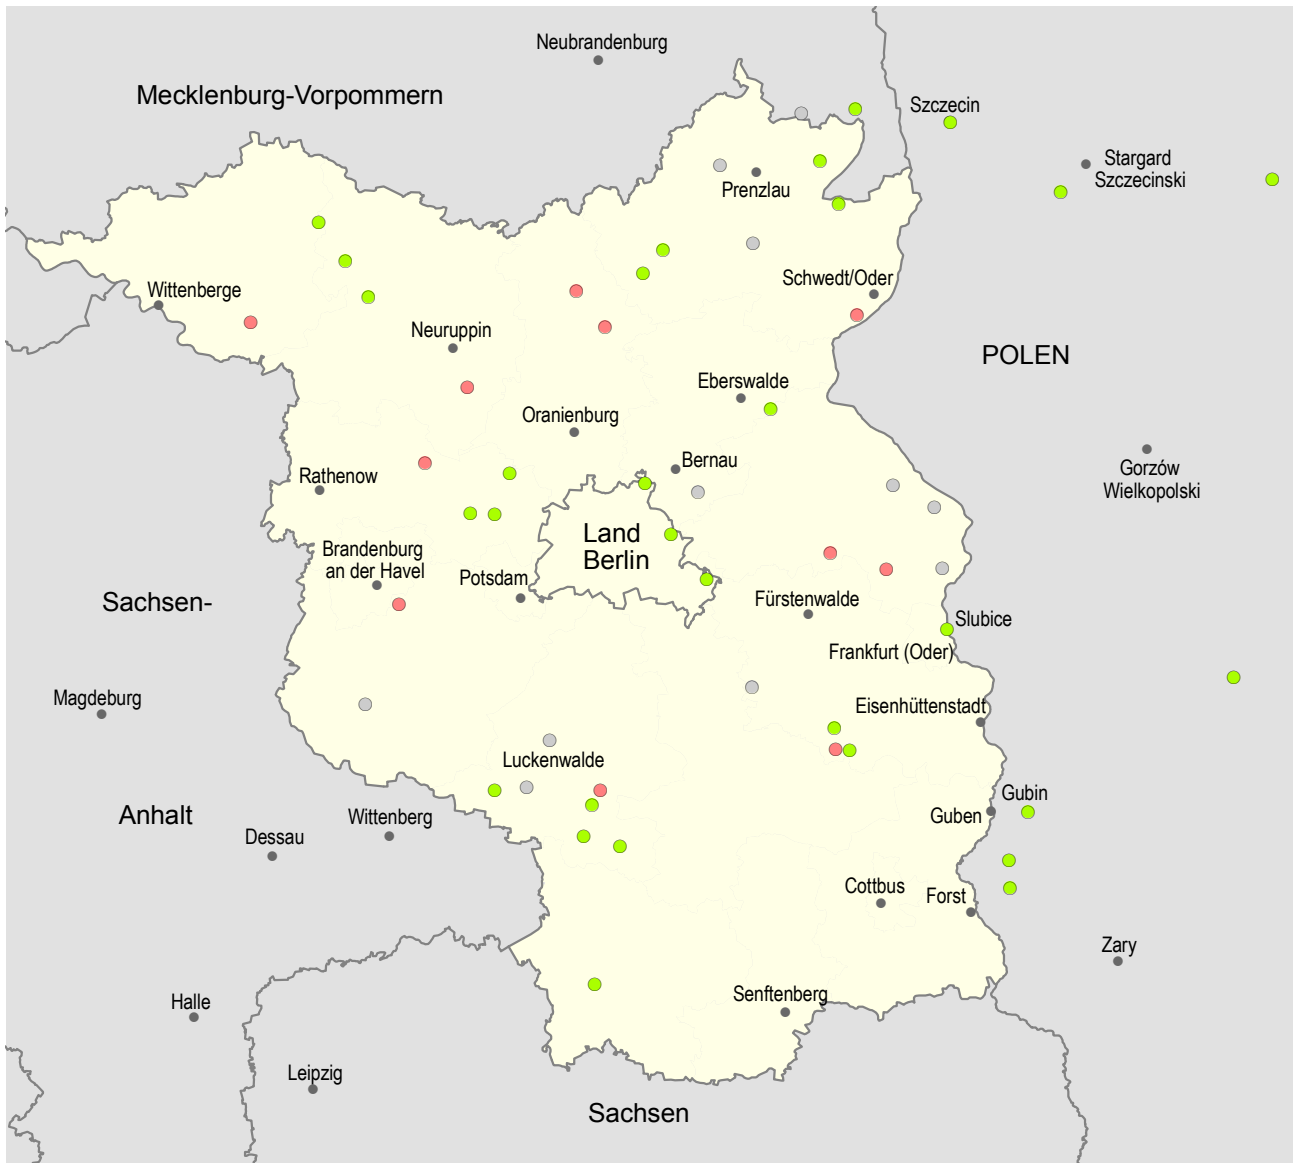 Neubrandenburg
Mecklenburg-Vorpommern
Szczecin
Stargard
Szczecinski
Prenzlau
Schwedt/Oder
Wittenberge
Neuruppin
POLEN
Eberswalde
Oranienburg
Bernau
Gorzów
Wielkopolski
Rathenow
Land
Berlin
Brandenburg
an der Havel
Potsdam
Fürstenwalde
Sachsen-
Slubice
Frankfurt (Oder)
Magdeburg
Eisenhüttenstadt
Luckenwalde
Gubin
Anhalt
Wittenberg
Guben
Dessau
Cottbus
Forst
Zary
Halle
Senftenberg
Leipzig
Sachsen